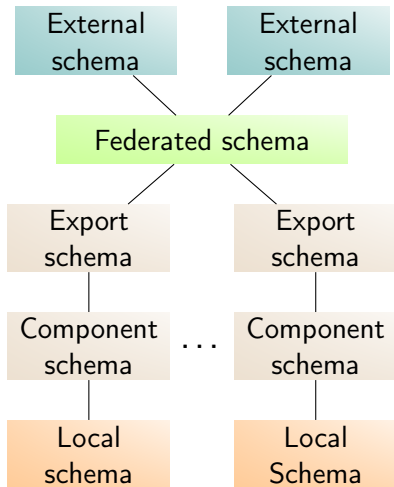 External
schema
External
schema
Federated schema
Export
schema
Export
schema
Component
schema
...
Component
schema
Local
schema
Local
Schema